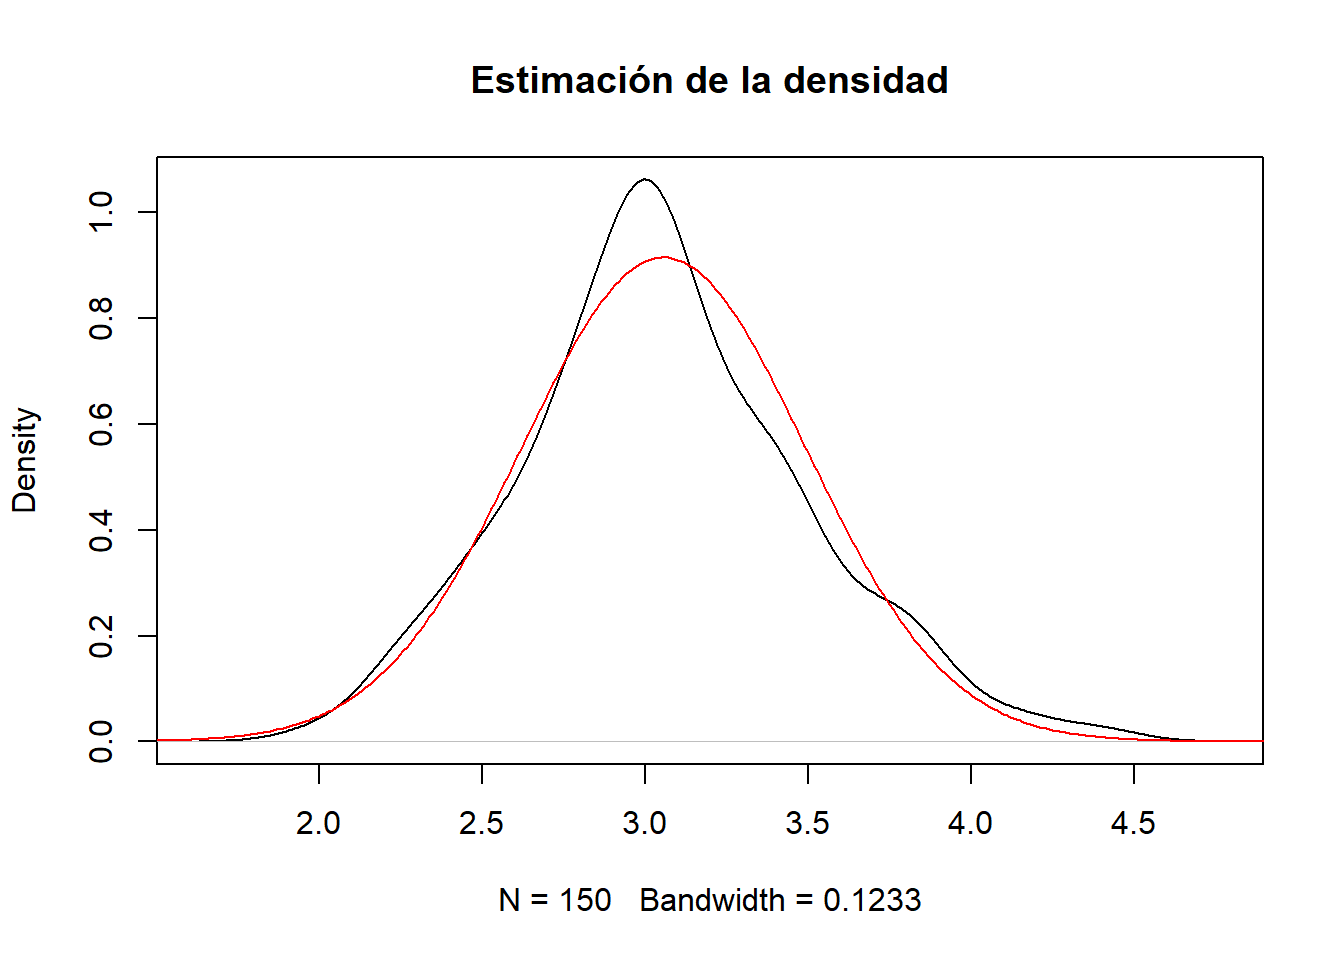 Estimación de la densidad
Density
0.0 0.2 0.4 0.6 0.8 1.0
2.0 2.5 3.0 3.5 4.0 4.5
N = 150 Bandwidth = 0.1233